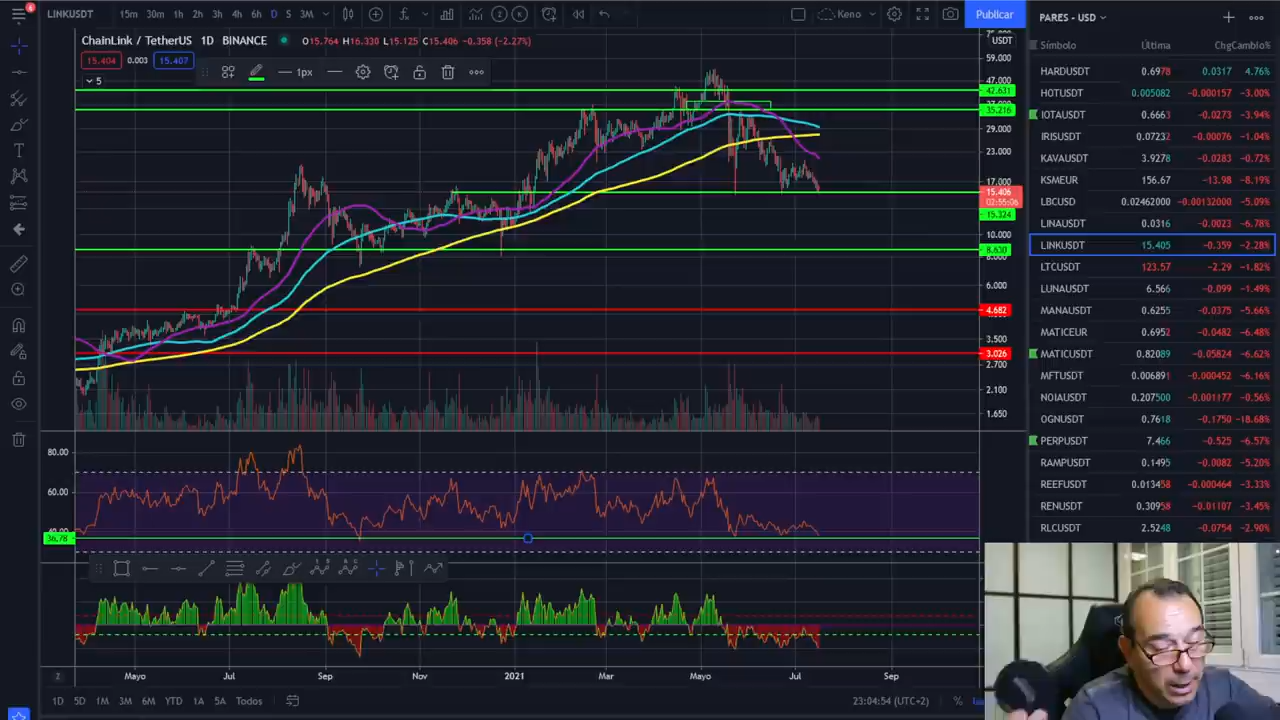 LINKUSDT 15m 30m 1h 2h 3h 4h 6h D S 3M Keno Publicar
PARES - USD
ChainLink / TetherUS 1D BINANCE O15.764 H16.330 L15.125 C15.406 -0.358 (-2.27%)
USDT
15.404 0.003 15.407
1px
5
59.000
47.000
42.631
35.216
29.000
23.000
17.000
15.406
02:55:06
15.324
10.000
8.630
8.000
6.000
4.682
3.500
3.026
2.700
2.100
1.650
80.00
60.00
36.78
Símbolo Última Chg Cambio%
HARDUSDT 0.6978 0.0317 4.76%
HOTUSDT 0.005082 -0.000157 -3.00%
IOTAUSDT 0.6663 -0.0273 -3.94%
IRISUSDT 0.07232 -0.00076 -1.04%
KAVAUSDT 3.9278 -0.0283 -0.72%
KSMEUR 156.67 -13.98 -8.19%
LBCUSD 0.02462000 -0.00132000 -5.09%
LINAUSDT 0.0316 -0.0023 -6.78%
LINKUSDT 15.405 -0.359 -2.28%
LTCUSDT 123.57 -2.29 -1.82%
LUNAUSDT 6.566 -0.099 -1.49%
MANAUSDT 0.6255 -0.0375 -5.66%
MATICEUR 0.6952 -0.0482 -6.48%
MATICUSDT 0.82089 -0.05824 -6.62%
MFTUSDT 0.006891 -0.000452 -6.16%
NOIAUSDT 0.207500 -0.001177 -0.56%
OGNUSDT 0.7618 -0.1750 -18.68%
PERPUSDT 7.466 -0.525 -6.57%
RAMPUSDT 0.1495 -0.0082 -5.20%
REEFUSDT 0.013458 -0.000464 -3.33%
RENUSDT 0.30958 -0.01107 -3.45%
RLCUSDT 2.5248 -0.0754 -2.90%
Mayo Jul Sep Nov 2021 Mar Mayo Jul Sep
1D 5D 1M 3M 6M YTD 1A 5A Todos 23:04:54 (UTC+2) %